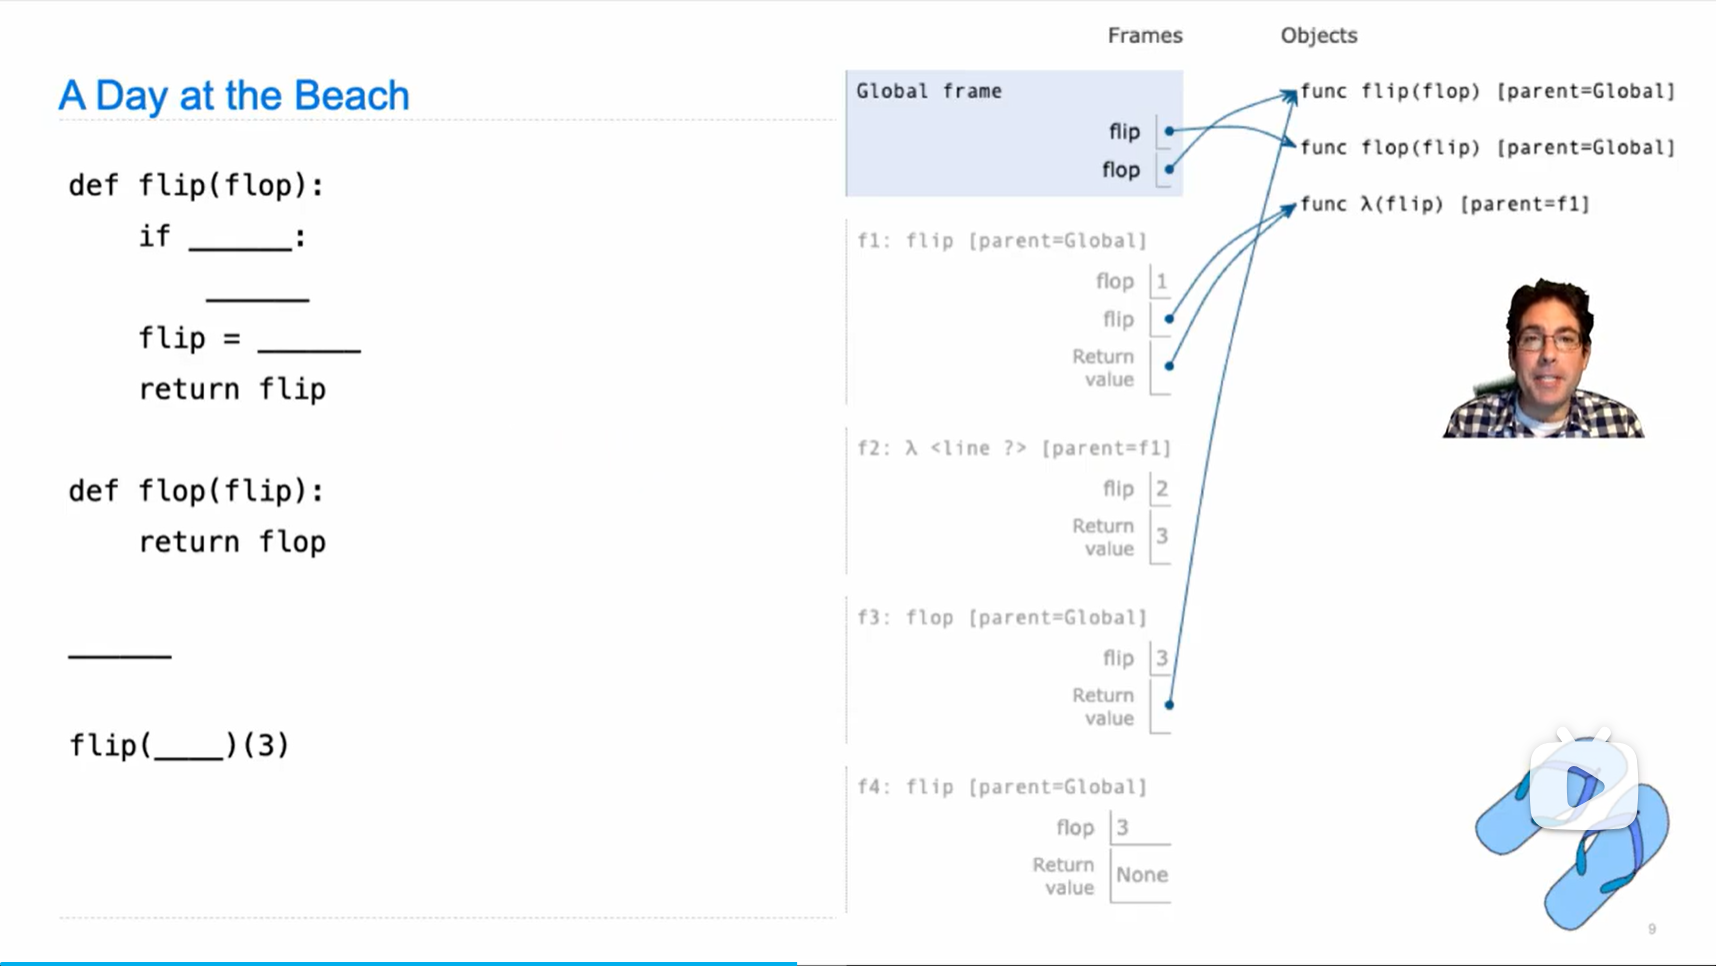 A Day at the Beach
def flip(flop):
if ______:
______
flip = ______
return flip
def flop(flip):
return flop
______
flip(____)(3)
Frames
Objects
Global frame
flip
flop
func flip(flop) [parent=Global]
func flop(flip) [parent=Global]
func λ(flip) [parent=f1]
f1: flip [parent=Global]
flop 1
flip
Return
value
f2: λ <line ?> [parent=f1]
flip 2
Return
value 3
f3: flop [parent=Global]
flip 3
Return
value
f4: flip [parent=Global]
flop 3
Return
value None
9